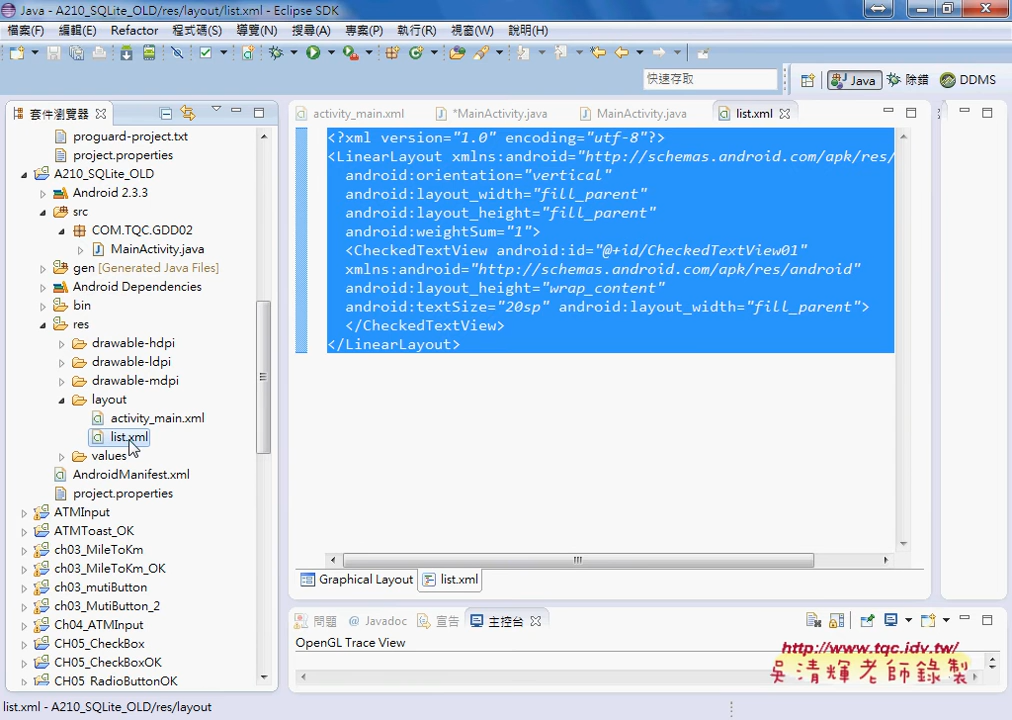 Java - A210_SQLite_OLD/res/layout/list.xml - Eclipse SDK
檔案(F) 編輯(E) Refactor 程式碼(S) 導覽(N) 搜尋(A) 專案(P) 執行(R) 視窗(W) 說明(H)
快速存取 Java 除錯 DDMS
套件瀏覽器
proguard-project.txt
project.properties
A210_SQLite_OLD
Android 2.3.3
src
COM.TQC.GDD02
MainActivity.java
gen [Generated Java Files]
Android Dependencies
bin
res
drawable-hdpi
drawable-ldpi
drawable-mdpi
layout
activity_main.xml
list.xml
values
AndroidManifest.xml
project.properties
ATMInput
ATMToast_OK
ch03_MileToKm
ch03_MileToKm_OK
ch03_mutiButton
ch03_MutiButton_2
Ch04_ATMInput
CH05_CheckBox
CH05_CheckBoxOK
CH05_RadioButtonOK
activity_main.xml *MainActivity.java MainActivity.java list.xml
<?xml version="1.0" encoding="utf-8"?>
<LinearLayout xmlns:android="http://schemas.android.com/apk/res/
android:orientation="vertical"
android:layout_width="fill_parent"
android:layout_height="fill_parent"
android:weightSum="1">
<CheckedTextView android:id="@+id/CheckedTextView01"
xmlns:android="http://schemas.android.com/apk/res/android"
android:layout_height="wrap_content"
android:textSize="20sp" android:layout_width="fill_parent">
</CheckedTextView>
</LinearLayout>
Graphical Layout list.xml
問題 @ Javadoc 宣告 主控台
OpenGL Trace View
http://www.tqc.idv.tw/
吳清輝老師錄製
list.xml - A210_SQLite_OLD/res/layout